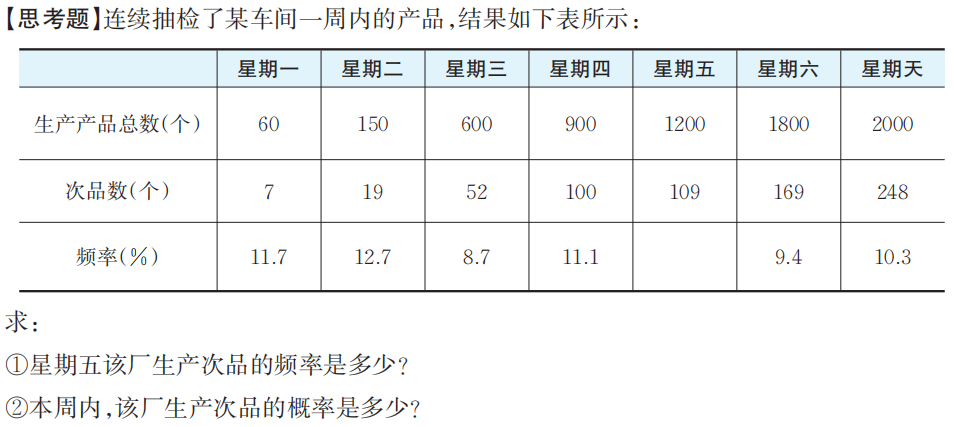 【思考题】连续抽检了某车间一周内的产品,结果如下表所示:
星期一 星期二 星期三 星期四 星期五 星期六 星期天
生产产品总数(个) 60 150 600 900 1200 1800 2000
次品数(个) 7 19 52 100 109 169 248
频率(%) 11.7 12.7 8.7 11.1 9.4 10.3
求:
①星期五该厂生产次品的频率是多少?
②本周内,该厂生产次品的概率是多少?